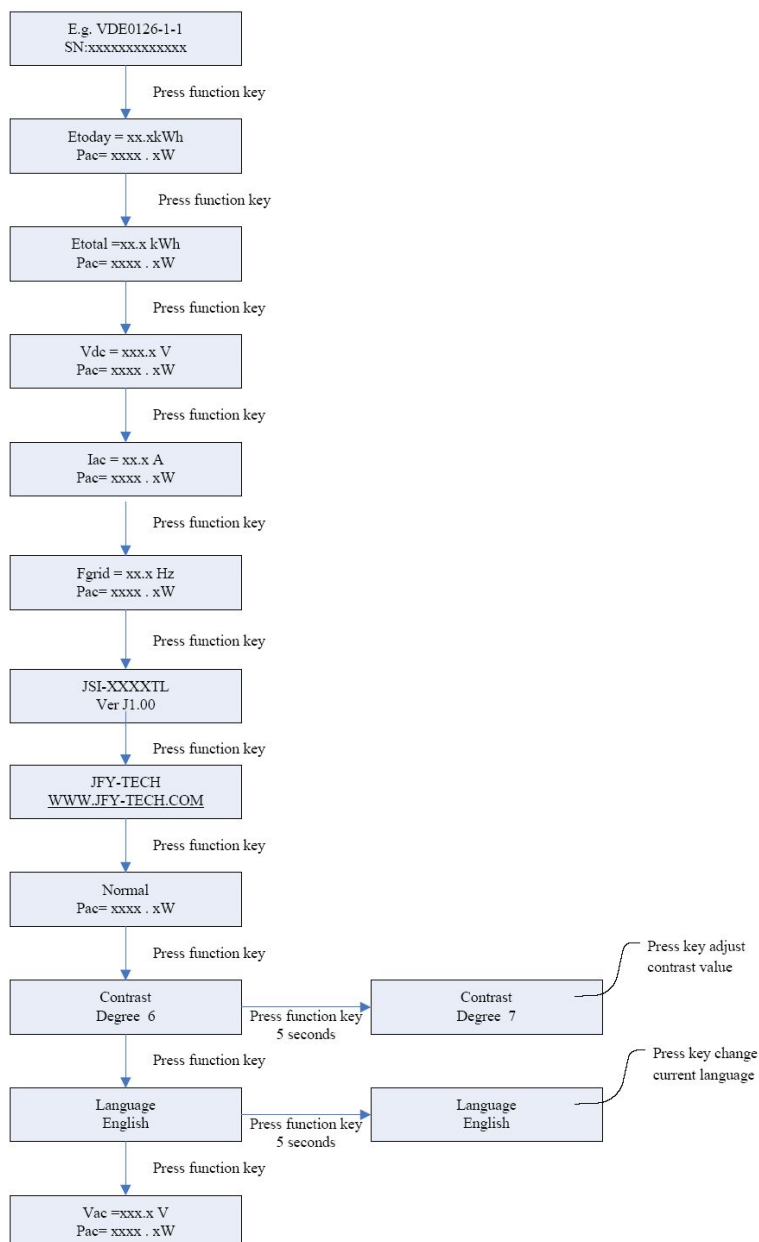 E.g. VDE0126-1-1
SN:xxxxxxxxxxxxx
Press function key
Etoday = xx.xkWh
Pac= xxxx . xW
Press function key
Etotal =xx.x kWh
Pac= xxxx . xW
Press function key
Vdc = xxx.x V
Pac= xxxx . xW
Press function key
Iac = xx.x A
Pac= xxxx . xW
Press function key
Fgrid = xx.x Hz
Pac= xxxx . xW
Press function key
JSI-XXXXTL
Ver J1.00
Press function key
JFY-TECH
WWW.JFY-TECH.COM
Press function key
Normal
Pac= xxxx . xW
Press function key
Contrast
Degree 6
Press function key
5 seconds
Contrast
Degree 7
Press key adjust
contrast value
Press function key
Language
English
Press function key
5 seconds
Language
English
Press key change
current language
Press function key
Vac =xxx.x V
Pac= xxxx . xW